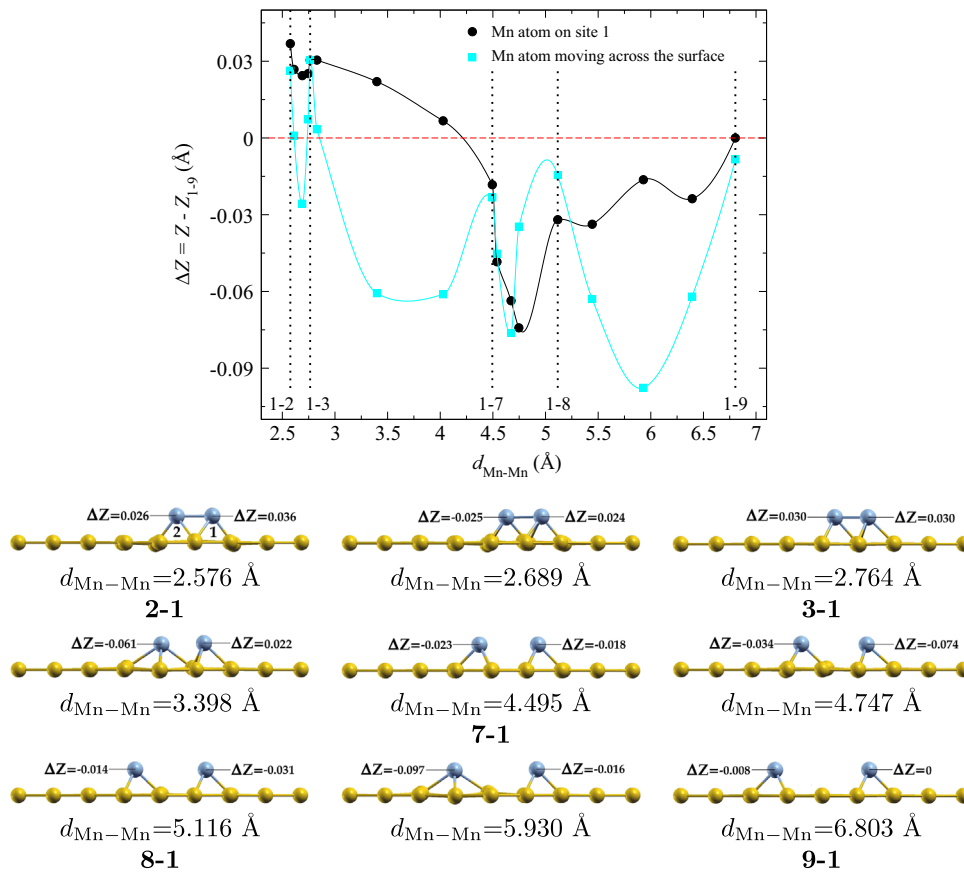 Mn atom on site 1
Mn atom moving across the surface
0.03
0
-0.03
-0.06
-0.09
ΔZ = Z - Z1-9 (Å)
1-2 1-3 1-7 1-8 1-9
2.5 3 3.5 4 4.5 5 5.5 6 6.5 7
dMn-Mn (Å)
ΔZ=0.026 2 1 ΔZ=0.036
dMn−Mn=2.576 Å
2-1
ΔZ=-0.025 ΔZ=0.024
dMn−Mn=2.689 Å
ΔZ=0.030 ΔZ=0.030
dMn−Mn=2.764 Å
3-1
ΔZ=-0.061 ΔZ=0.022
dMn−Mn=3.398 Å
ΔZ=-0.023 ΔZ=-0.018
dMn−Mn=4.495 Å
7-1
ΔZ=-0.034 ΔZ=-0.074
dMn−Mn=4.747 Å
ΔZ=-0.014 ΔZ=-0.031
dMn−Mn=5.116 Å
8-1
ΔZ=-0.097 ΔZ=-0.016
dMn−Mn=5.930 Å
ΔZ=-0.008 ΔZ=0
dMn−Mn=6.803 Å
9-1